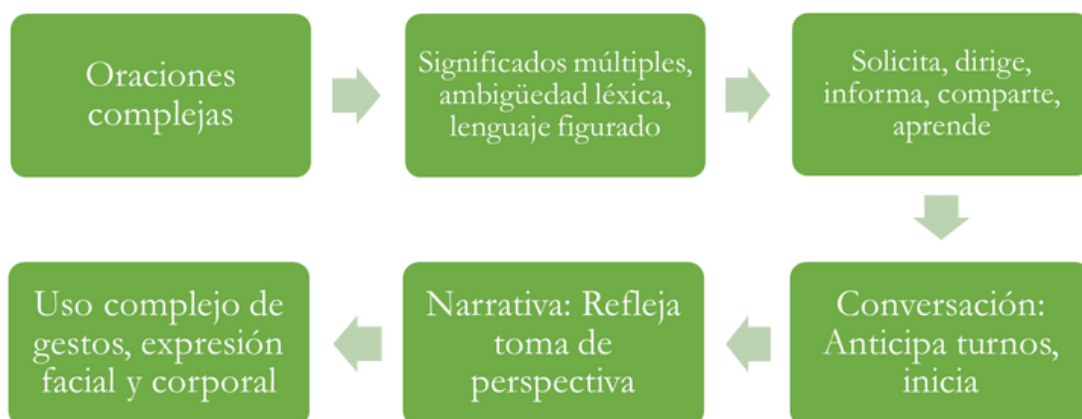 Oraciones
complejas
Significados múltiples,
ambigüedad léxica,
lenguaje figurado
Solicita, dirige,
informa, comparte,
aprende
Conversación:
Anticipa turnos,
inicia
Narrativa: Refleja
toma de
perspectiva
Uso complejo de
gestos, expresión
facial y corporal